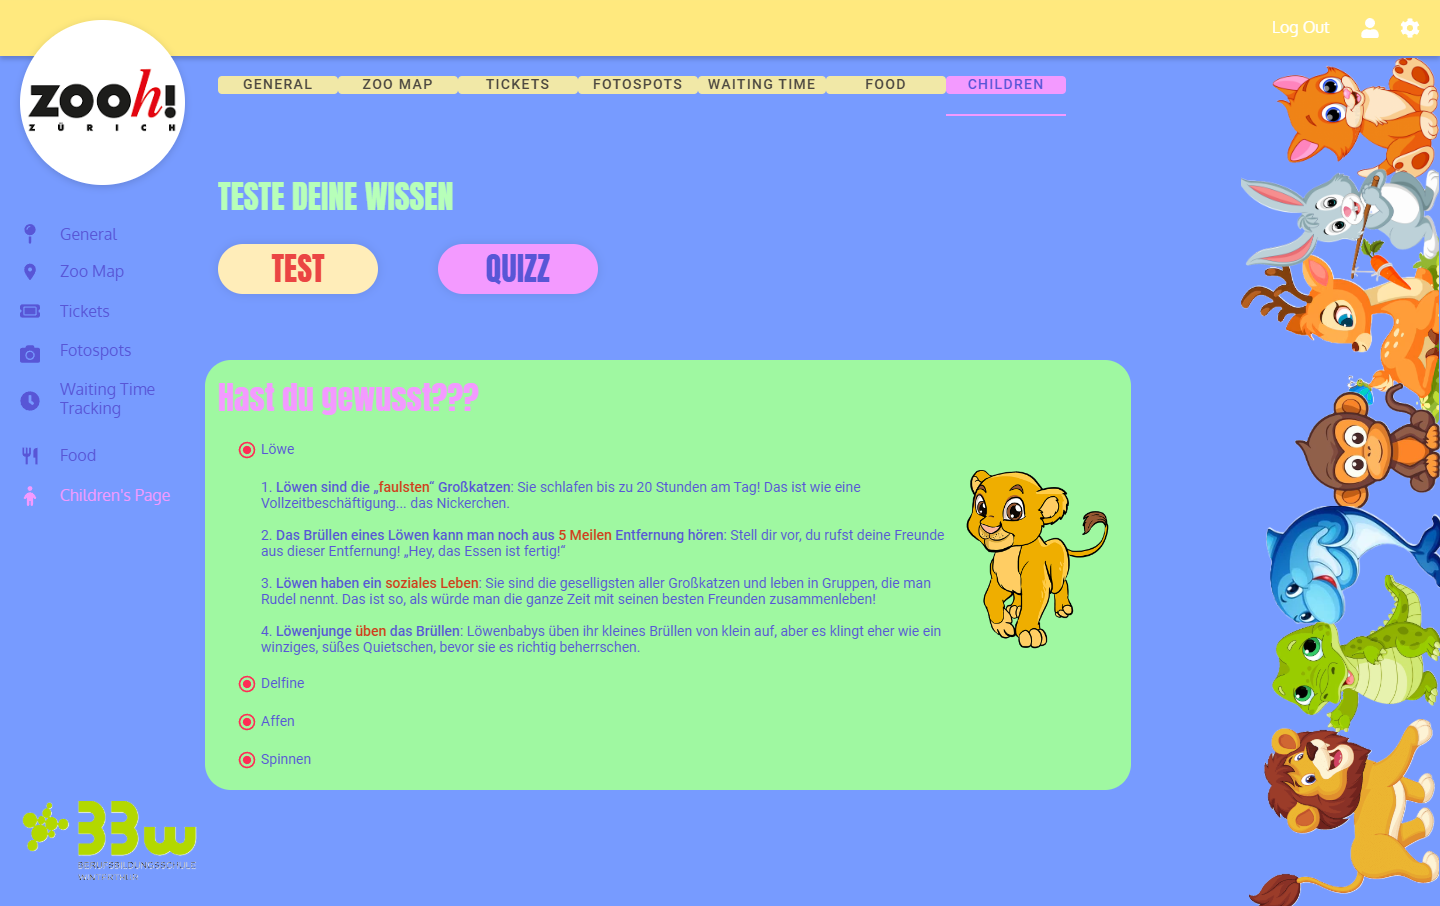 Log Out
zooh!
ZÜRICH
GENERAL
ZOO MAP
TICKETS
FOTOSPOTS
WAITING TIME
FOOD
CHILDREN
General
Zoo Map
Tickets
Fotospots
Waiting Time
Tracking
Food
Children's Page
TESTE DEINE WISSEN
TEST
QUIZZ
Hast du gewusst???
Löwe
1. Löwen sind die „faulsten“ Großkatzen: Sie schlafen bis zu 20 Stunden am Tag! Das ist wie eine
Vollzeitbeschäftigung... das Nickerchen.
2. Das Brüllen eines Löwen kann man noch aus 5 Meilen Entfernung hören: Stell dir vor, du rufst deine Freunde
aus dieser Entfernung! „Hey, das Essen ist fertig!“
3. Löwen haben ein soziales Leben: Sie sind die geselligsten aller Großkatzen und leben in Gruppen, die man
Rudel nennt. Das ist so, als würde man die ganze Zeit mit seinen besten Freunden zusammenleben!
4. Löwenjunge üben das Brüllen: Löwenbabys üben ihr kleines Brüllen von klein auf, aber es klingt eher wie ein
winziges, süßes Quietschen, bevor sie es richtig beherrschen.
Delfine
Affen
Spinnen
BBW
BERUFSBILDUNGSSCHULE